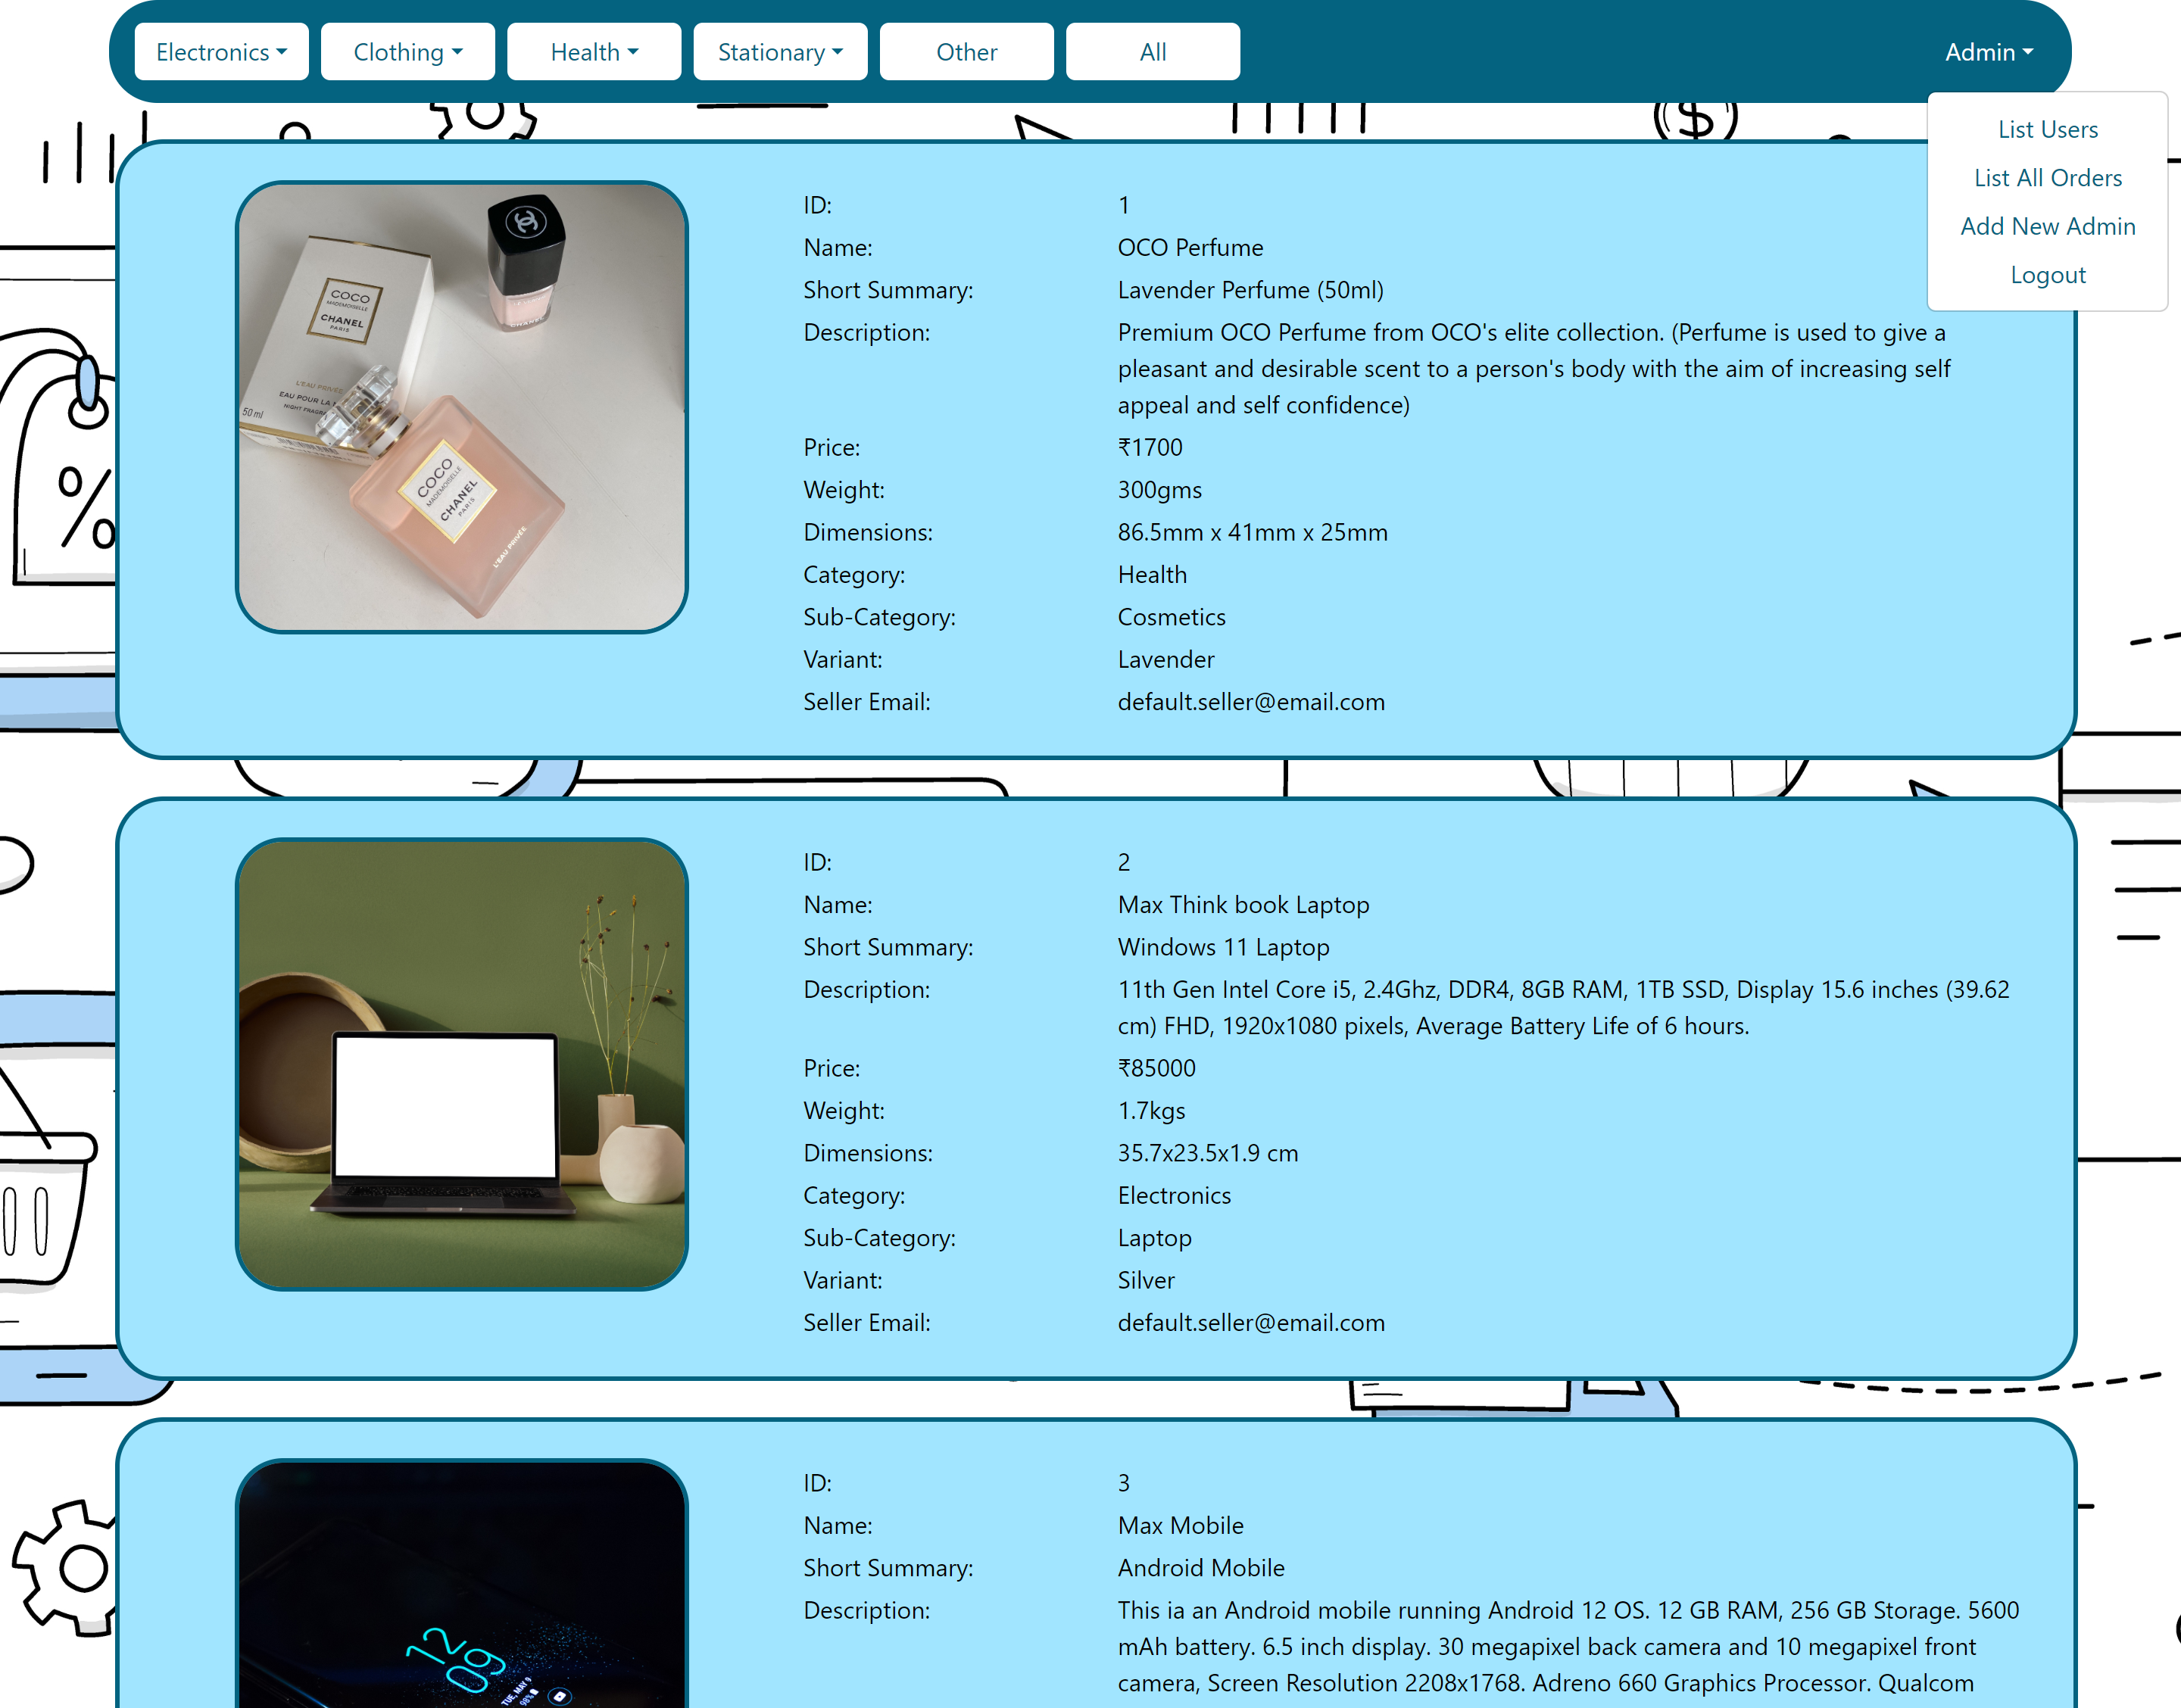 Electronics Clothing Health Stationary Other All Admin
List Users
List All Orders
Add New Admin
Logout
$
%
COCO
MADEMOISELLE
CHANEL
PARIS
50 ml
CHANEL
COCO
MADEMOISELLE
CHANEL
PARIS
L'EAU PRIVÉE
ID: 1
Name: OCO Perfume
Short Summary: Lavender Perfume (50ml)
Description: Premium OCO Perfume from OCO's elite collection. (Perfume is used to give a
pleasant and desirable scent to a person's body with the aim of increasing self
appeal and self confidence)
Price: ₹1700
Weight: 300gms
Dimensions: 86.5mm x 41mm x 25mm
Category: Health
Sub-Category: Cosmetics
Variant: Lavender
Seller Email: default.seller@email.com
ID: 2
Name: Max Think book Laptop
Short Summary: Windows 11 Laptop
Description: 11th Gen Intel Core i5, 2.4Ghz, DDR4, 8GB RAM, 1TB SSD, Display 15.6 inches (39.62
cm) FHD, 1920x1080 pixels, Average Battery Life of 6 hours.
Price: ₹85000
Weight: 1.7kgs
Dimensions: 35.7x23.5x1.9 cm
Category: Electronics
Sub-Category: Laptop
Variant: Silver
Seller Email: default.seller@email.com
12
09
TUE, MAY 9
98%
ID: 3
Name: Max Mobile
Short Summary: Android Mobile
Description: This ia an Android mobile running Android 12 OS. 12 GB RAM, 256 GB Storage. 5600
mAh battery. 6.5 inch display. 30 megapixel back camera and 10 megapixel front
camera, Screen Resolution 2208x1768. Adreno 660 Graphics Processor. Qualcom